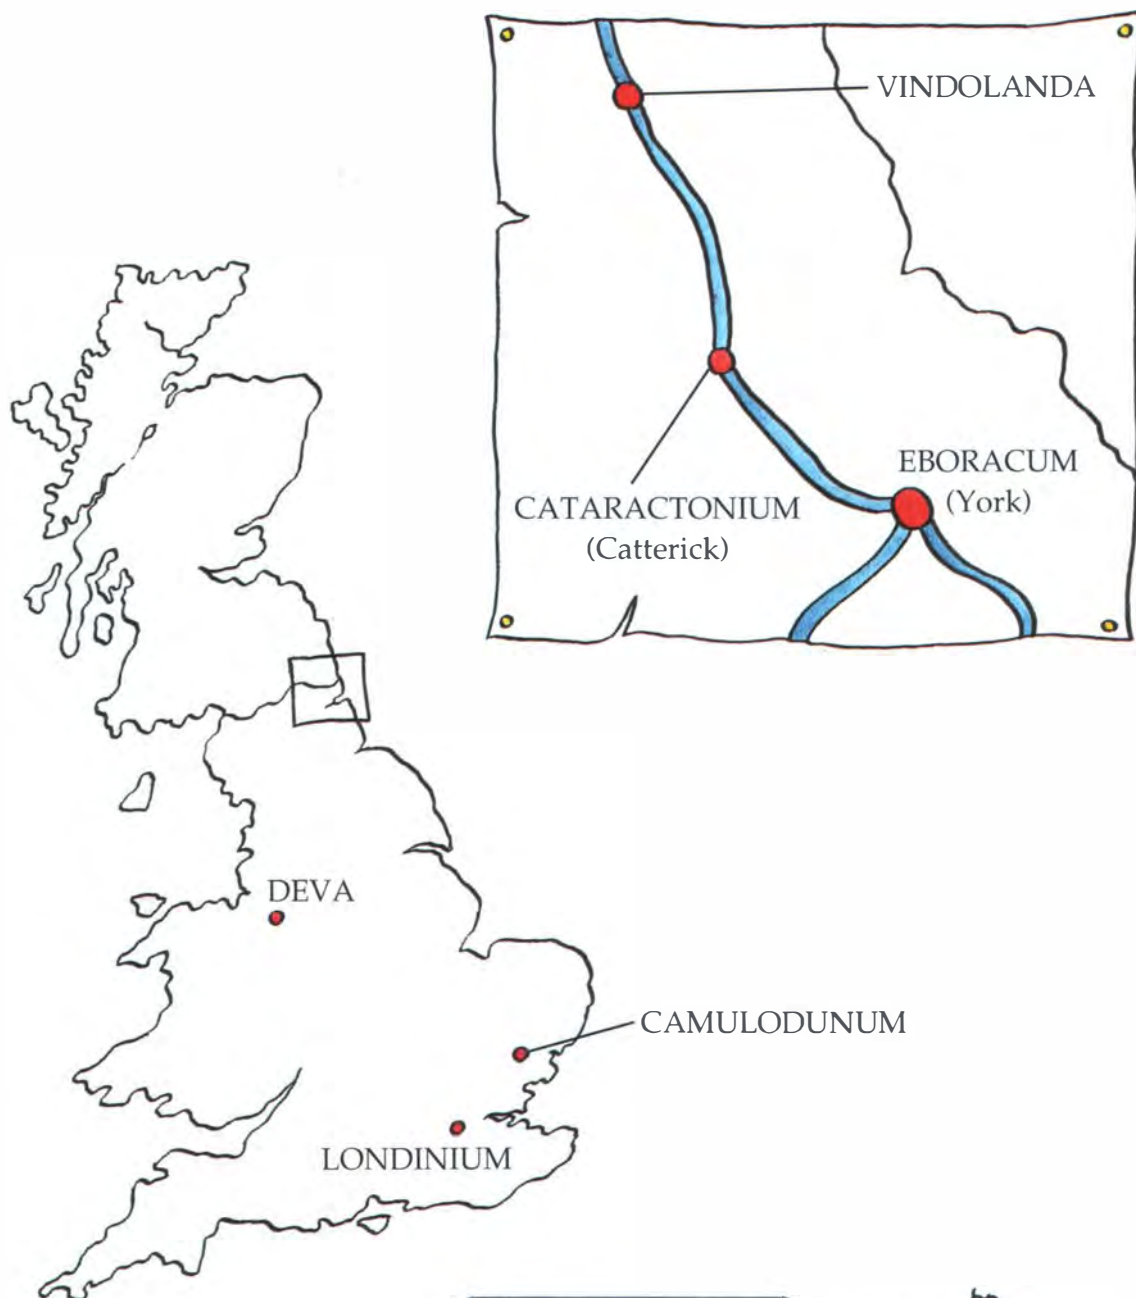 VINDOLANDA
EBORACUM
(York)
CATARACTONIUM
(Catterick)
DEVA
CAMULODUNUM
LONDINIUM